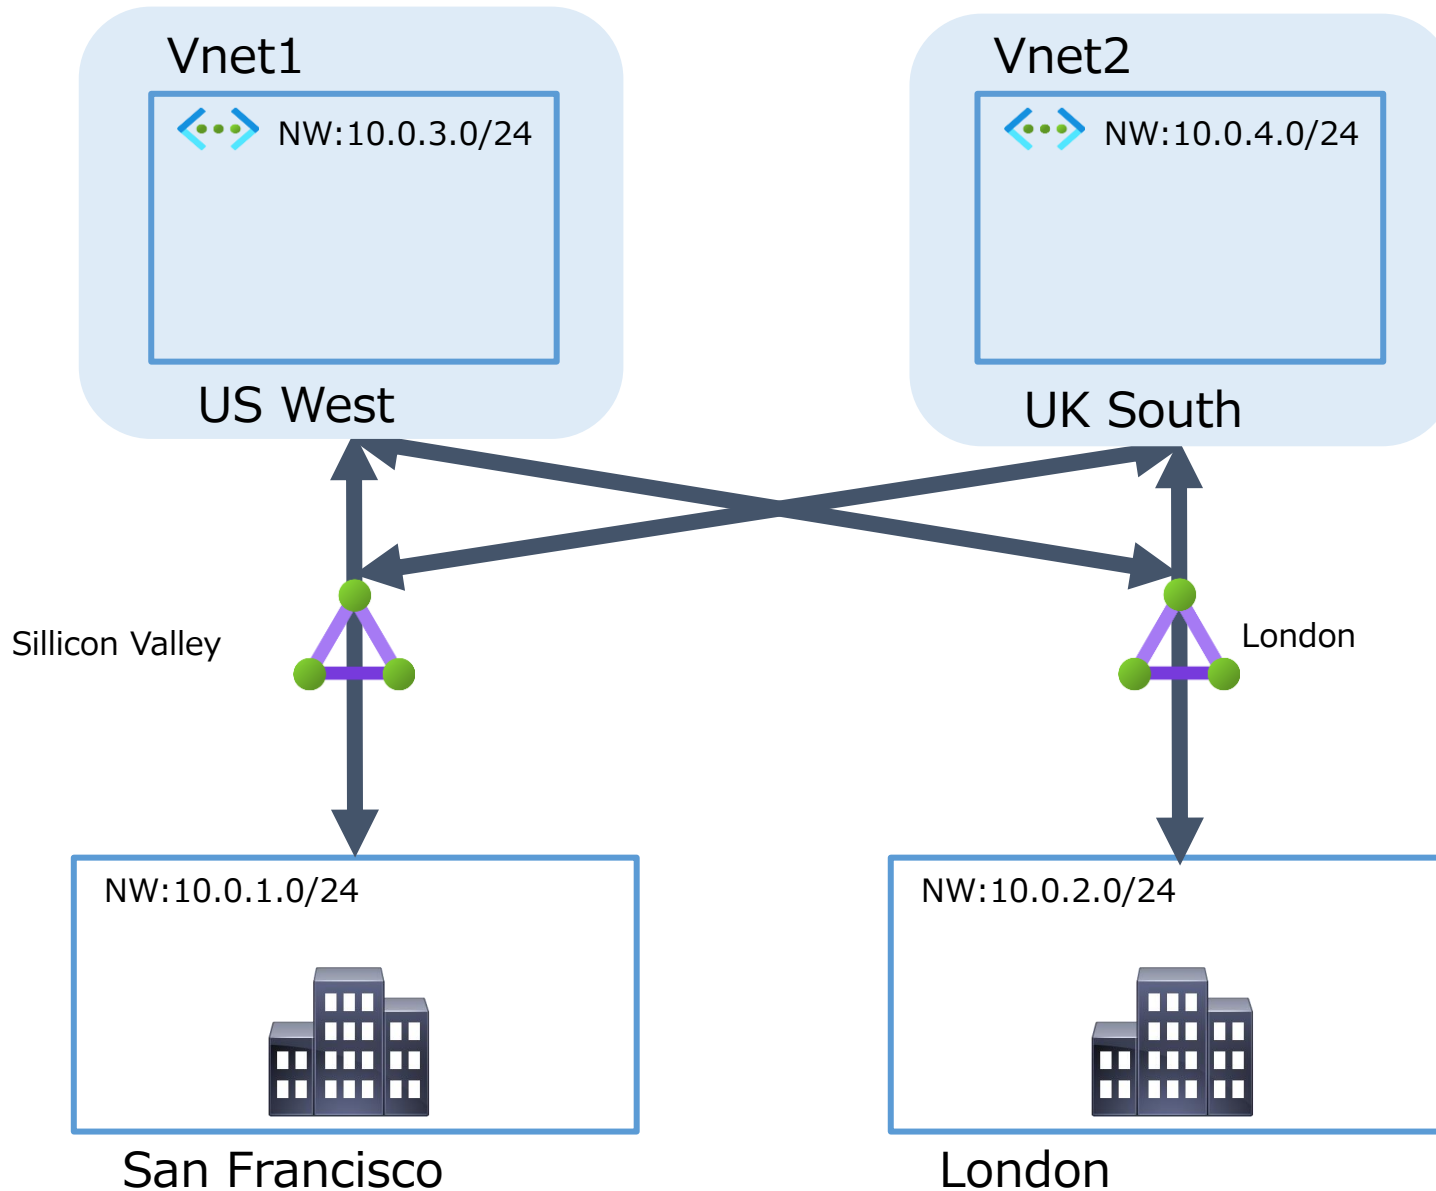 Vnet1
Vnet2
NW:10.0.3.0/24
NW:10.0.4.0/24
US West
UK South
Sillicon Valley
London
NW:10.0.1.0/24
NW:10.0.2.0/24
San Francisco
London